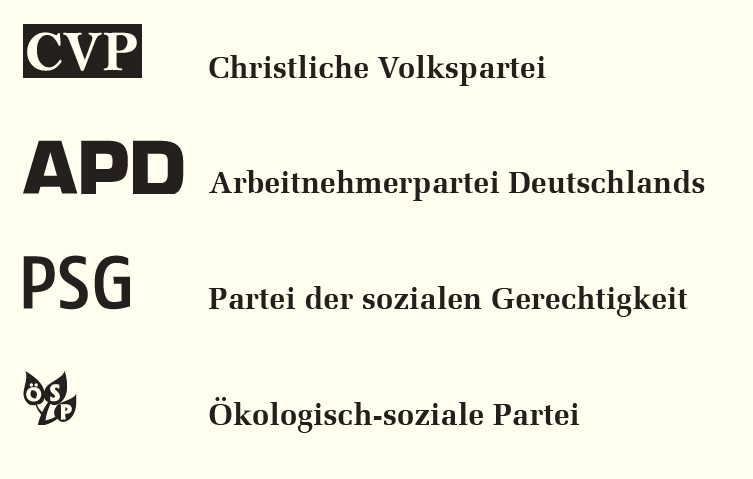 CVP Christliche Volkspartei
APD Arbeitnehmerpartei Deutschlands
PSG Partei der sozialen Gerechtigkeit
ÖSP Ökologisch-soziale Partei